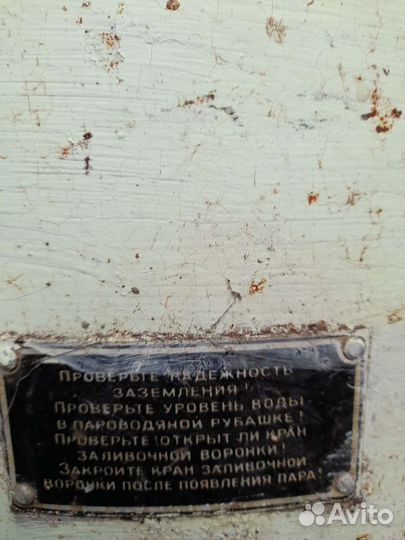 ПРОВЕРЬТЕ НАДЕЖНОСТЬ
ЗАЗЕМЛЕНИЯ!
ПРОВЕРЬТЕ УРОВЕНЬ ВОДЫ
В ПАРОВОДЯНОЙ РУБАШКЕ!
ПРОВЕРЬТЕ!ОТКРЫТ ЛИ КРАН
ЗАЛИВОЧНОЙ ВОРОНКИ!
ЗАКРОЙТЕ КРАН ЗАЛИВОЧНОЙ
ВОРОНКИ ПОСЛЕ ПОЯВЛЕНИЯ ПАРА!
Avito